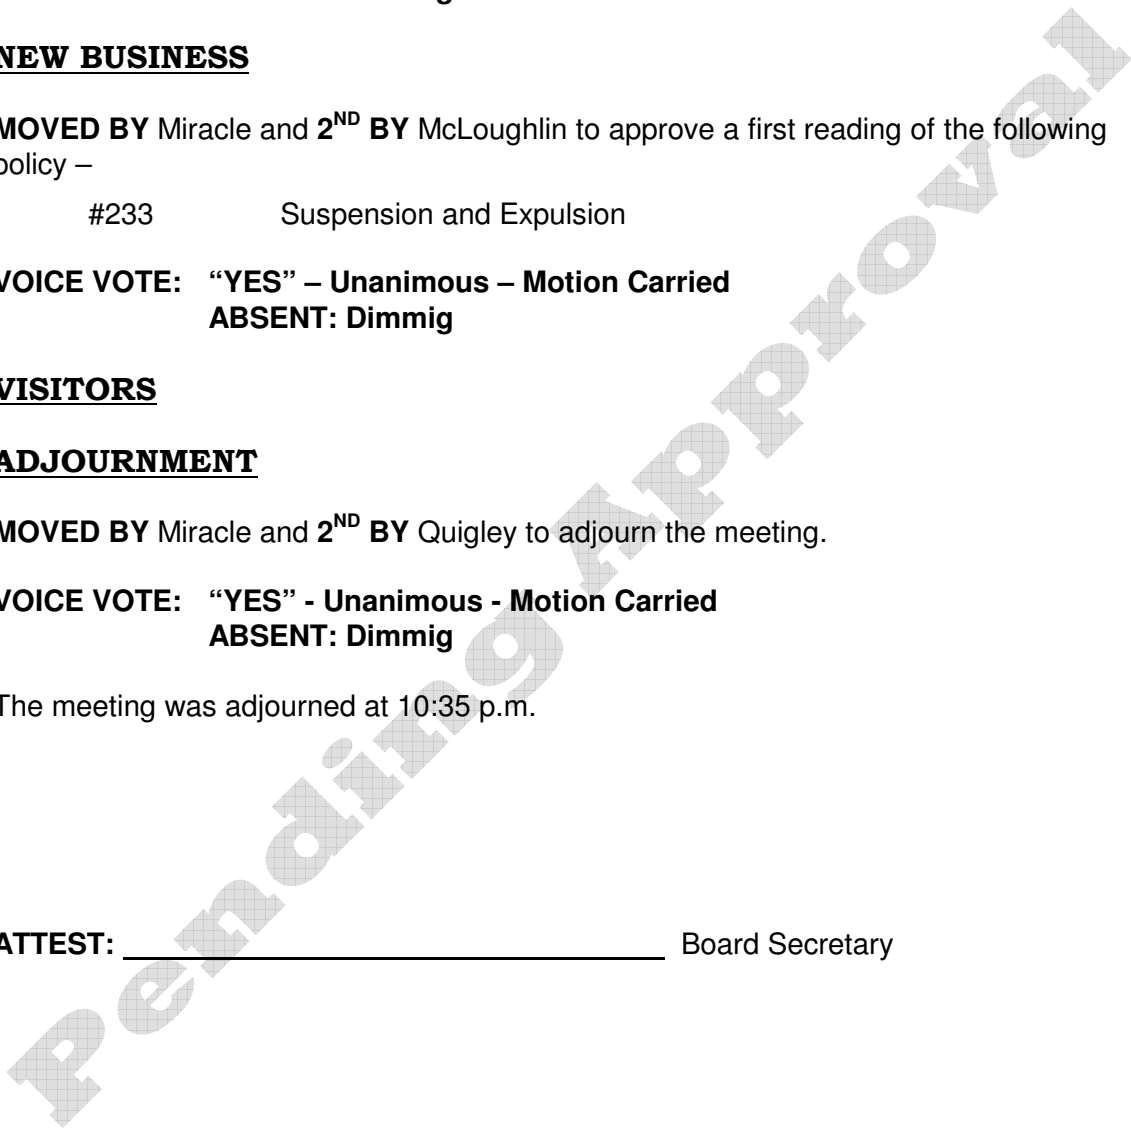 NEW BUSINESS
MOVED BY Miracle and 2ND BY McLoughlin to approve a first reading of the following
policy –
#233 Suspension and Expulsion
VOICE VOTE: “YES” – Unanimous – Motion Carried
ABSENT: Dimmig
VISITORS
ADJOURNMENT
MOVED BY Miracle and 2ND BY Quigley to adjourn the meeting.
VOICE VOTE: “YES” - Unanimous - Motion Carried
ABSENT: Dimmig
The meeting was adjourned at 10:35 p.m.
ATTEST: Board Secretary
Pending Approval